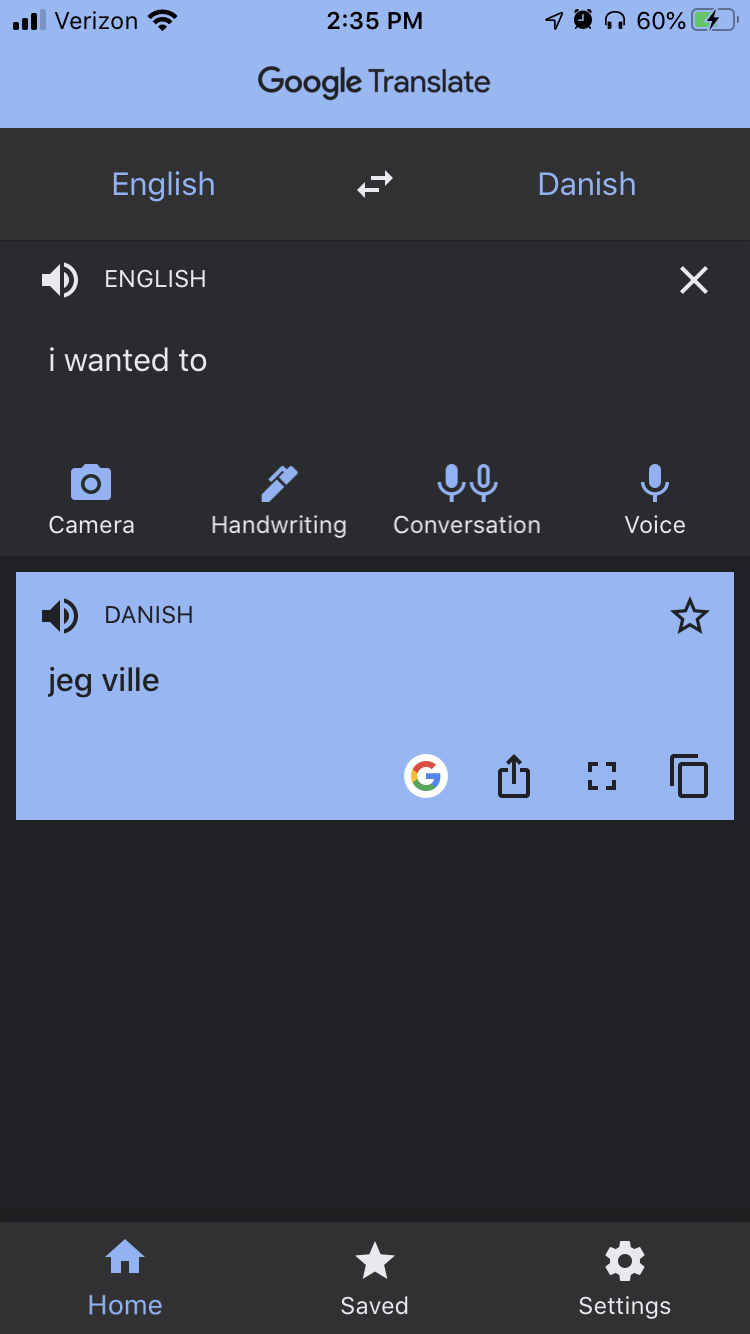 Verizon 2:35 PM 60%
Google Translate
English Danish
ENGLISH
i wanted to
Camera Handwriting Conversation Voice
DANISH
jeg ville
G
Home Saved Settings